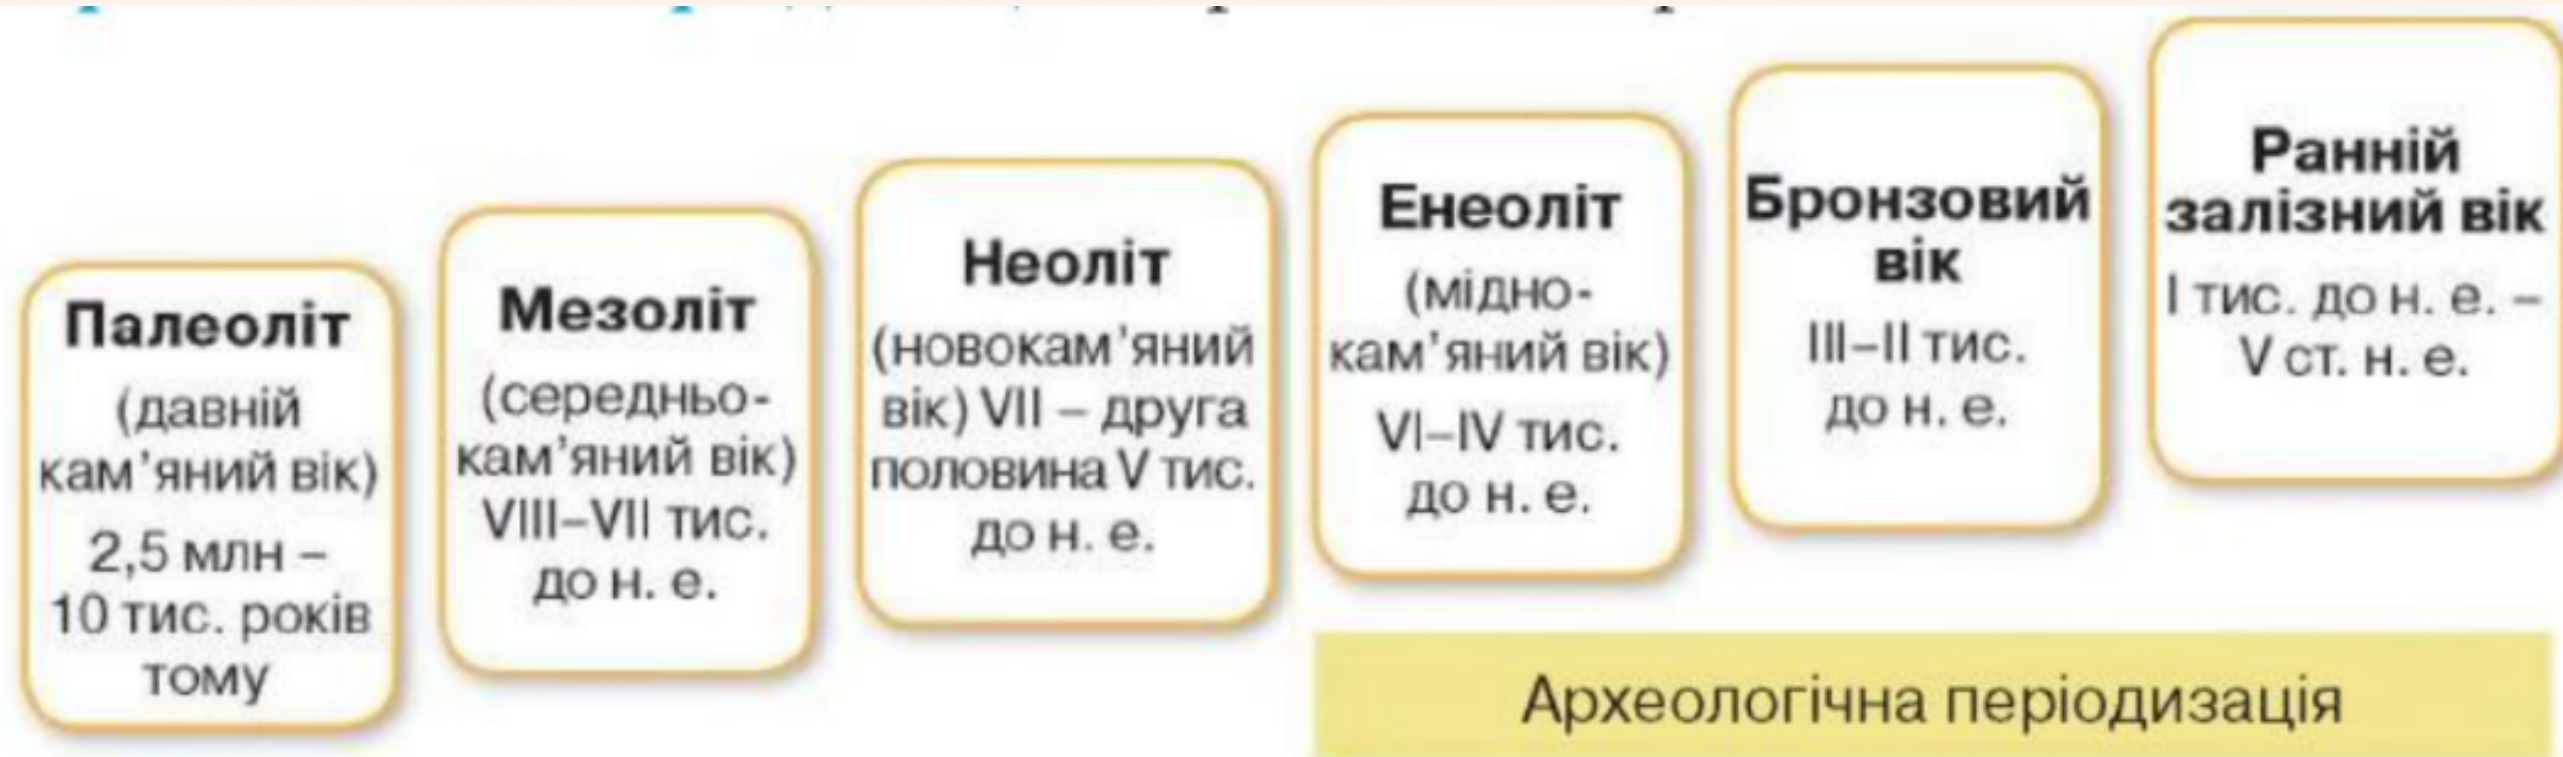 Палеоліт
(давній
кам’яний вік)
2,5 млн –
10 тис. років
тому
Мезоліт
(середньо-
кам’яний вік)
VIII–VII тис.
до н. е.
Неоліт
(новокам’яний
вік) VII – друга
половина V тис.
до н. е.
Енеоліт
(мідно-
кам’яний вік)
VI–IV тис.
до н. е.
Бронзовий
вік
III–II тис.
до н. е.
Ранній
залізний вік
I тис. до н. е. –
V ст. н. е.
Археологічна періодизація